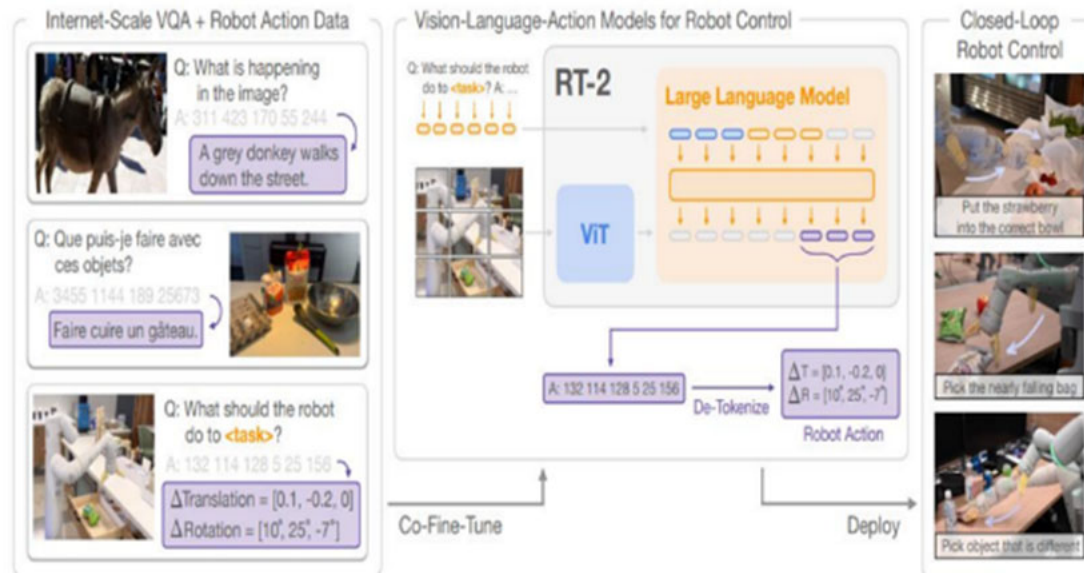 Internet-Scale VQA + Robot Action Data
Q: What is happening
in the image?
A: 311 423 170 55 244
A grey donkey walks
down the street.
Q: Que puis-je faire avec
ces objets?
A: 3455 1144 189 25673
Faire cuire un gâteau.
Q: What should the robot
do to <task>?
A: 132 114 128 5 25 156
ΔTranslation = [0.1, -0.2, 0]
ΔRotation = [10°, 25°, -7°]
Co-Fine-Tune
Vision-Language-Action Models for Robot Control
Q: What should the robot
do to <task>? A: ...
RT-2
Large Language Model
ViT
A: 132 114 128 5 25 156
De-Tokenize
ΔT = [0.1, -0.2, 0]
ΔR = [10°, 25°, -7°]
Robot Action
Deploy
Closed-Loop
Robot Control
Put the strawberry
into the correct bowl
Pick the nearly falling bag
Pick object that is different